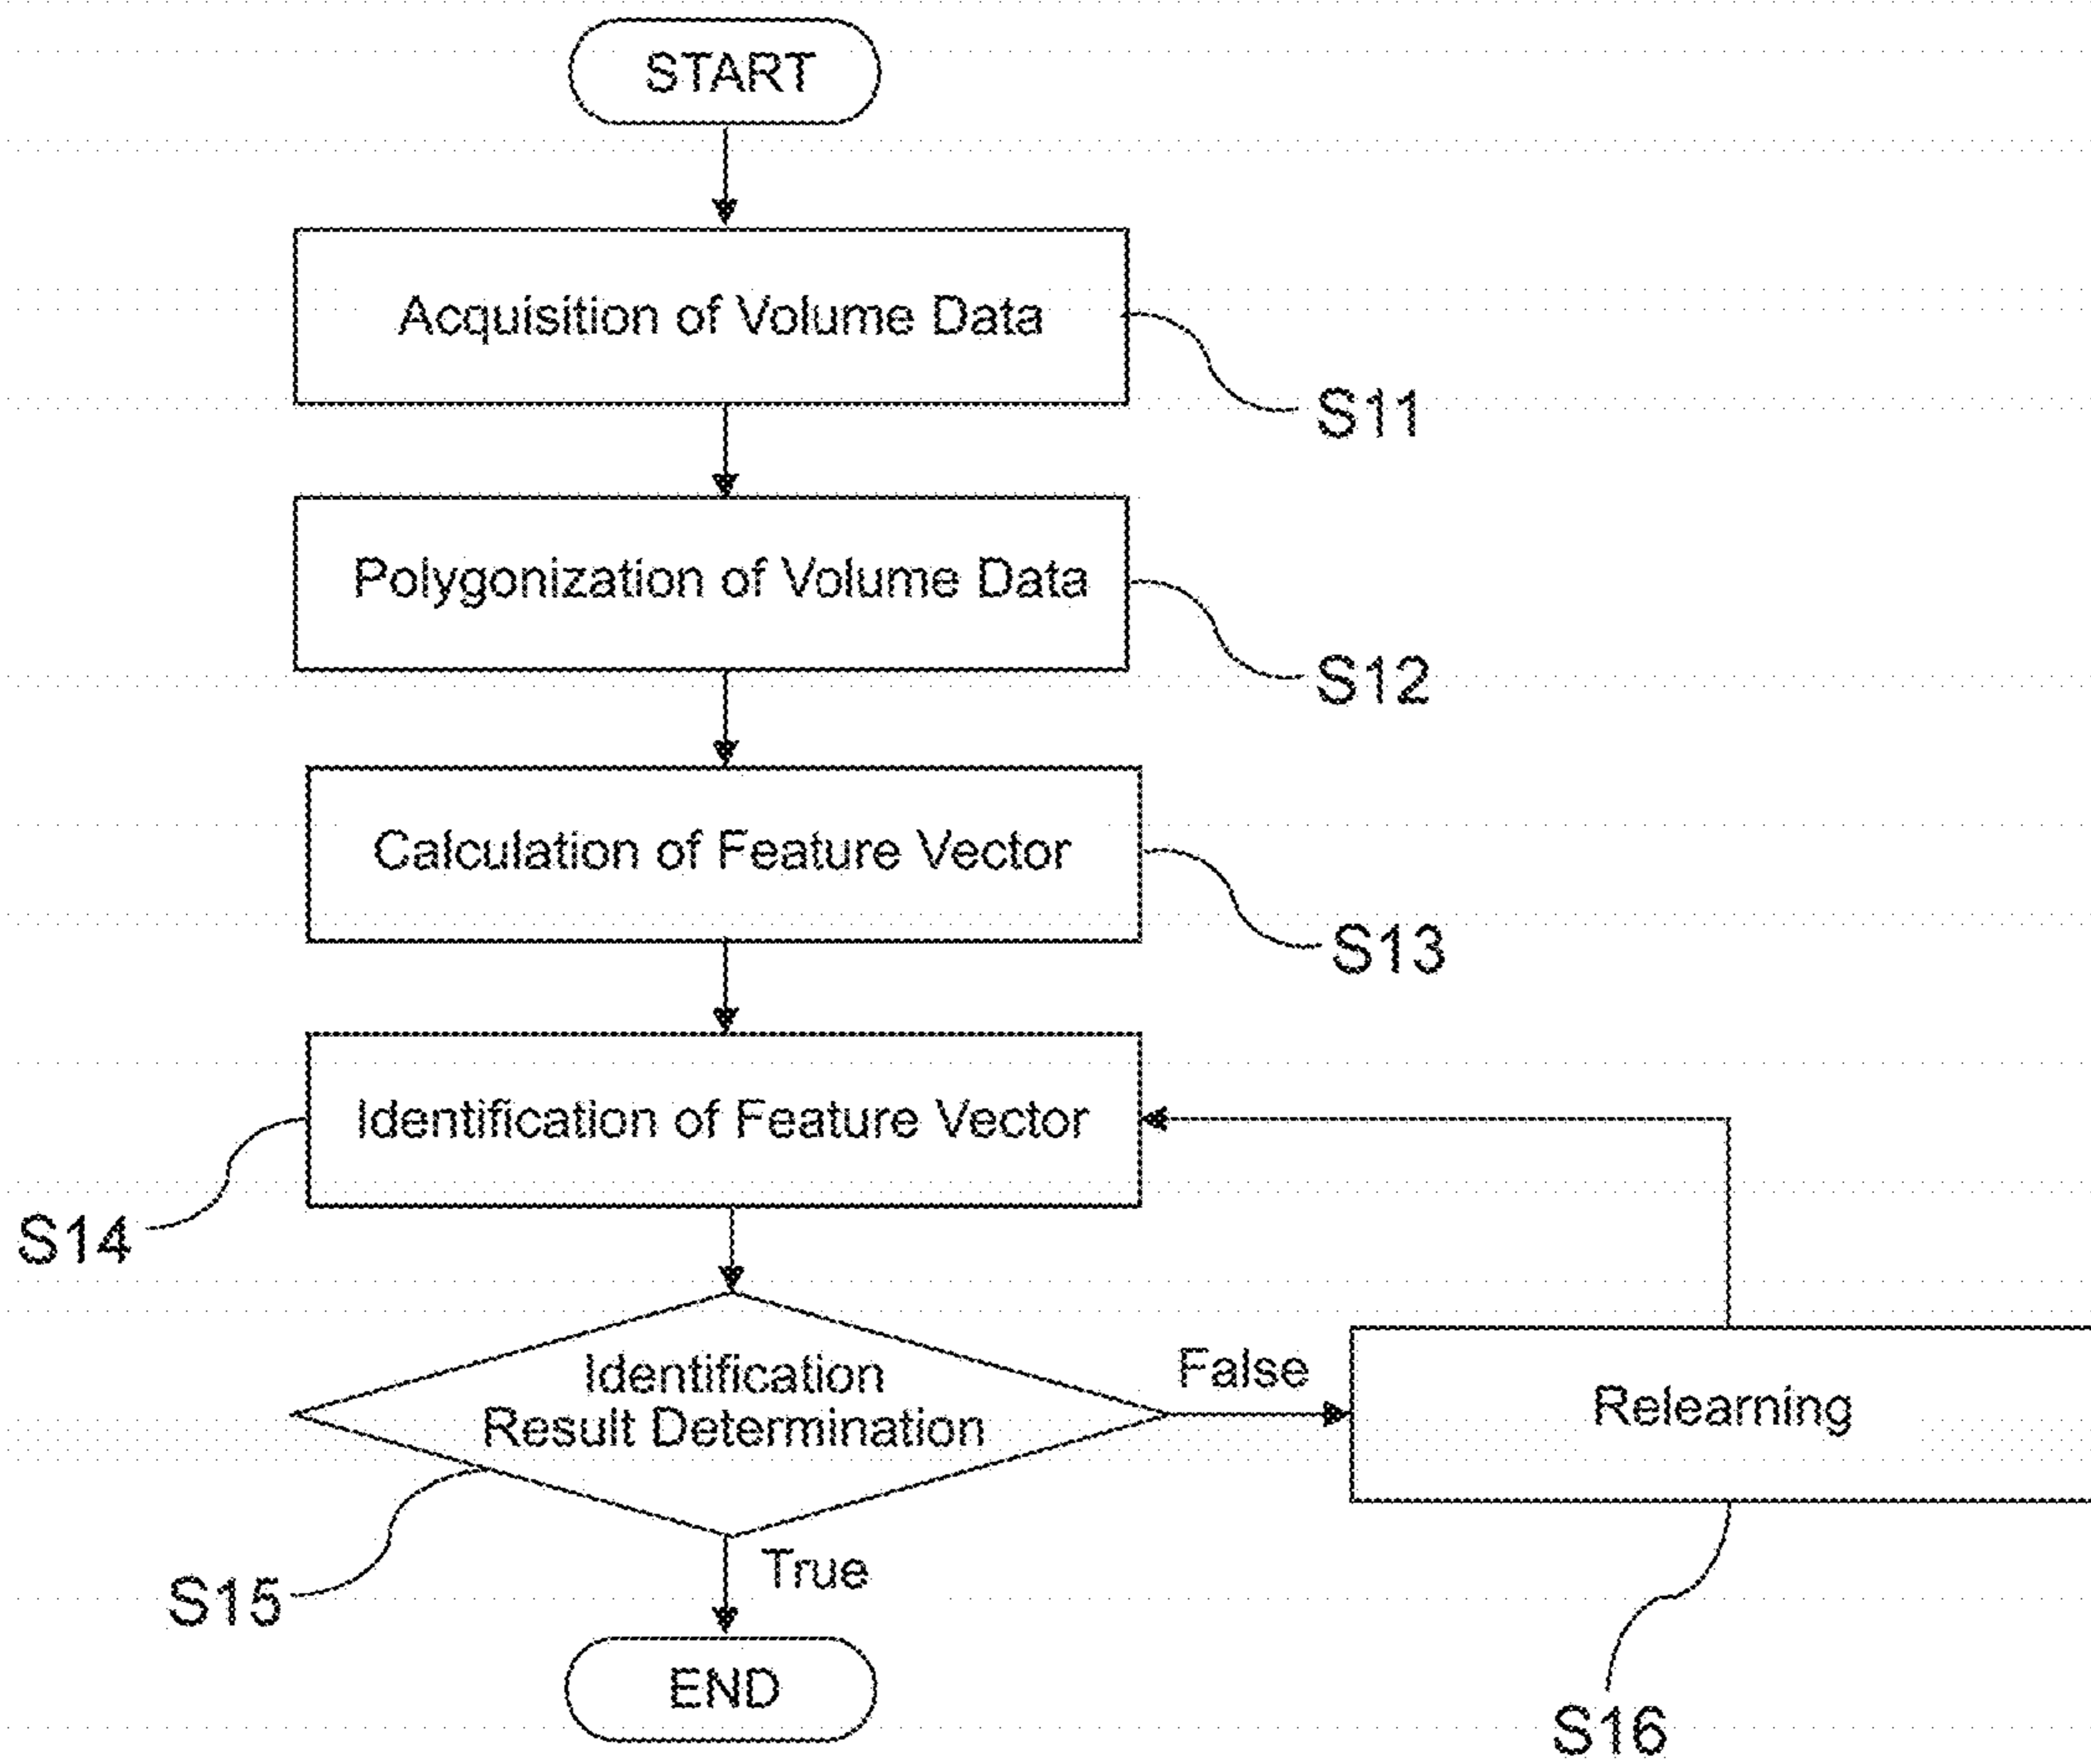 START
Acquisition of Volume Data
S11
Polygonization of Volume Data
S12
Calculation of Feature Vector
S13
Identification of Feature Vector
S14
Identification
Result Determination
False
Relearning
S15
True
END
S16